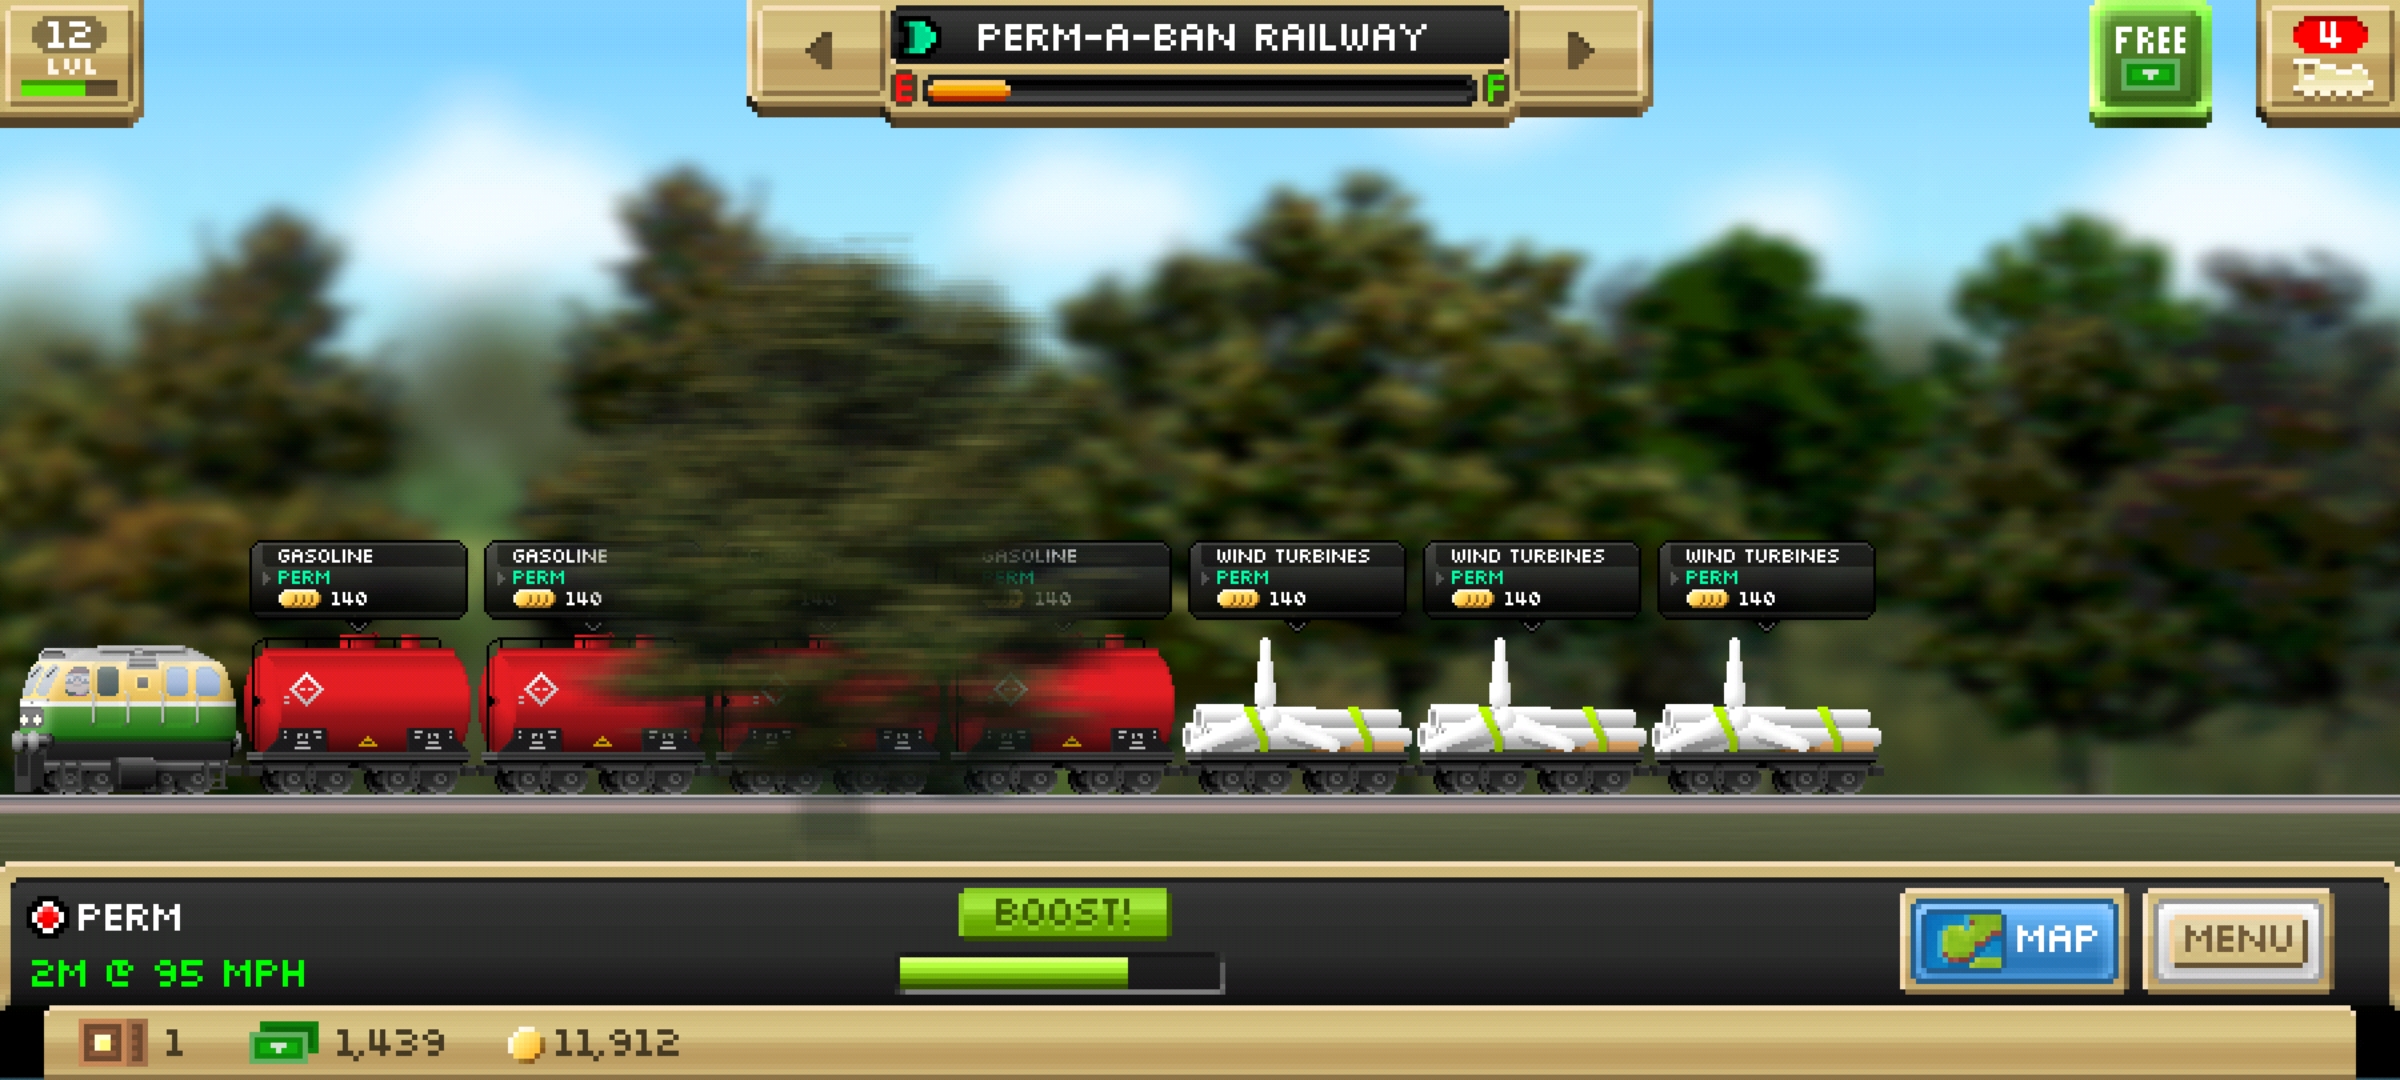 12
LVL
PERM-A-BAN RAILWAY
E
F
FREE
4
GASOLINE
PERM
140
GASOLINE
PERM
140
140
GASOLINE
PERM
140
WIND TURBINES
PERM
140
WIND TURBINES
PERM
140
WIND TURBINES
PERM
140
PERM
2M @ 95 MPH
BOOST!
MAP
MENU
1
1,439
11,912